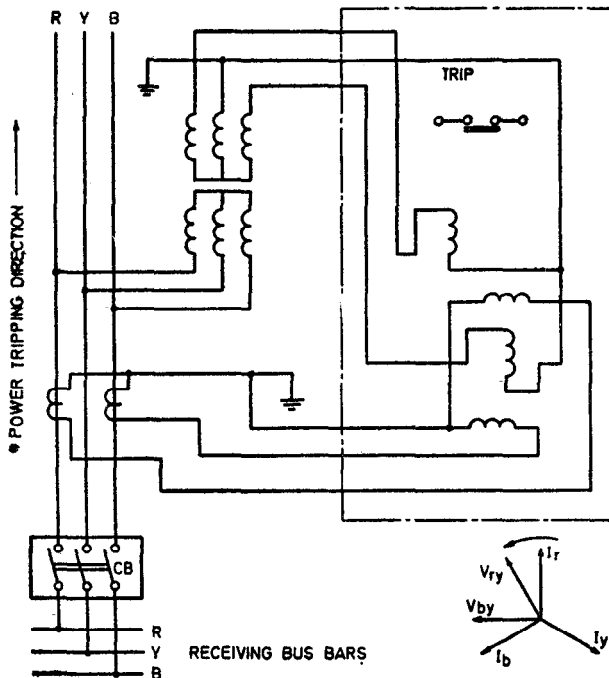 R Y B
TRIP
* POWER TRIPPING DIRECTION
CB
R
Y RECEIVING BUS BARS
B
Ir
Vry
Vby
Ib
Iy